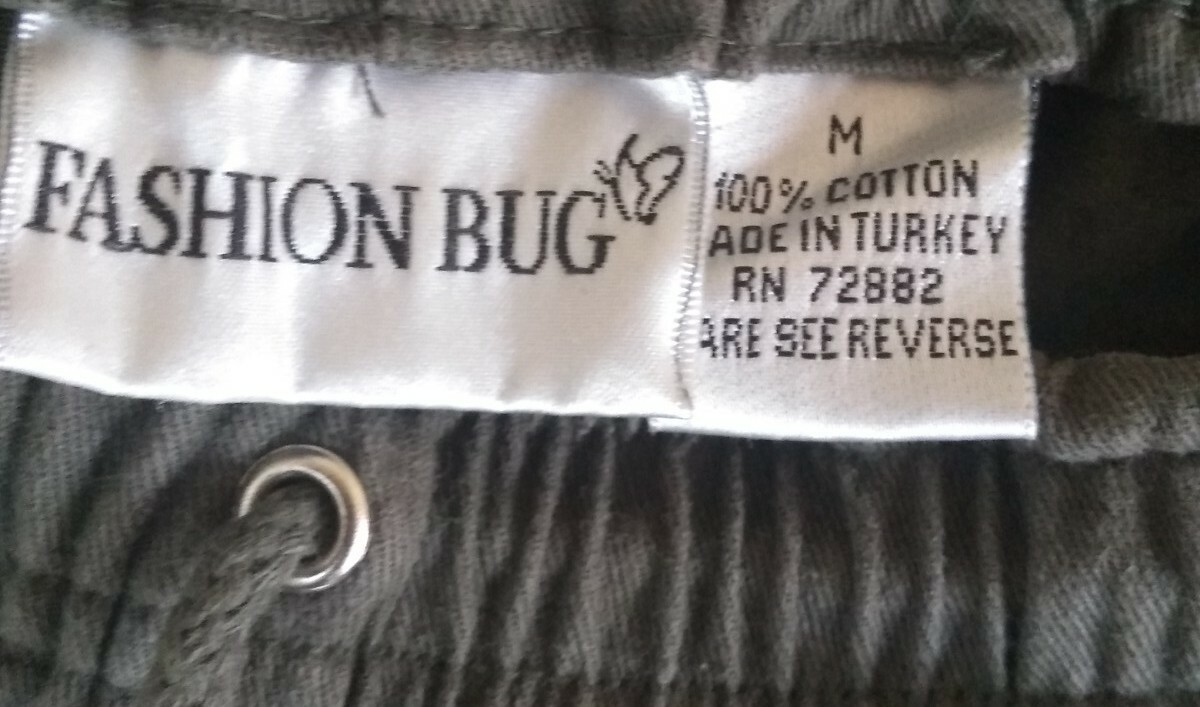 FASHION BUG
M
100% COTTON
ADE IN TURKEY
RN 72882
ARE SEE REVERSE